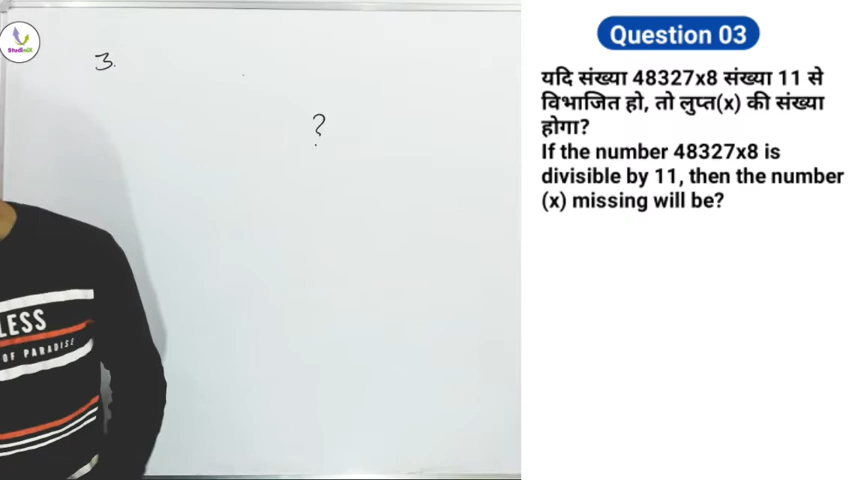 StudiniX
3.
?
LESS
OF PARADISE
Question 03
यदि संख्या 48327x8 संख्या 11 से
विभाजित हो, तो लुप्त(x) की संख्या
होगा?
If the number 48327x8 is
divisible by 11, then the number
(x) missing will be?